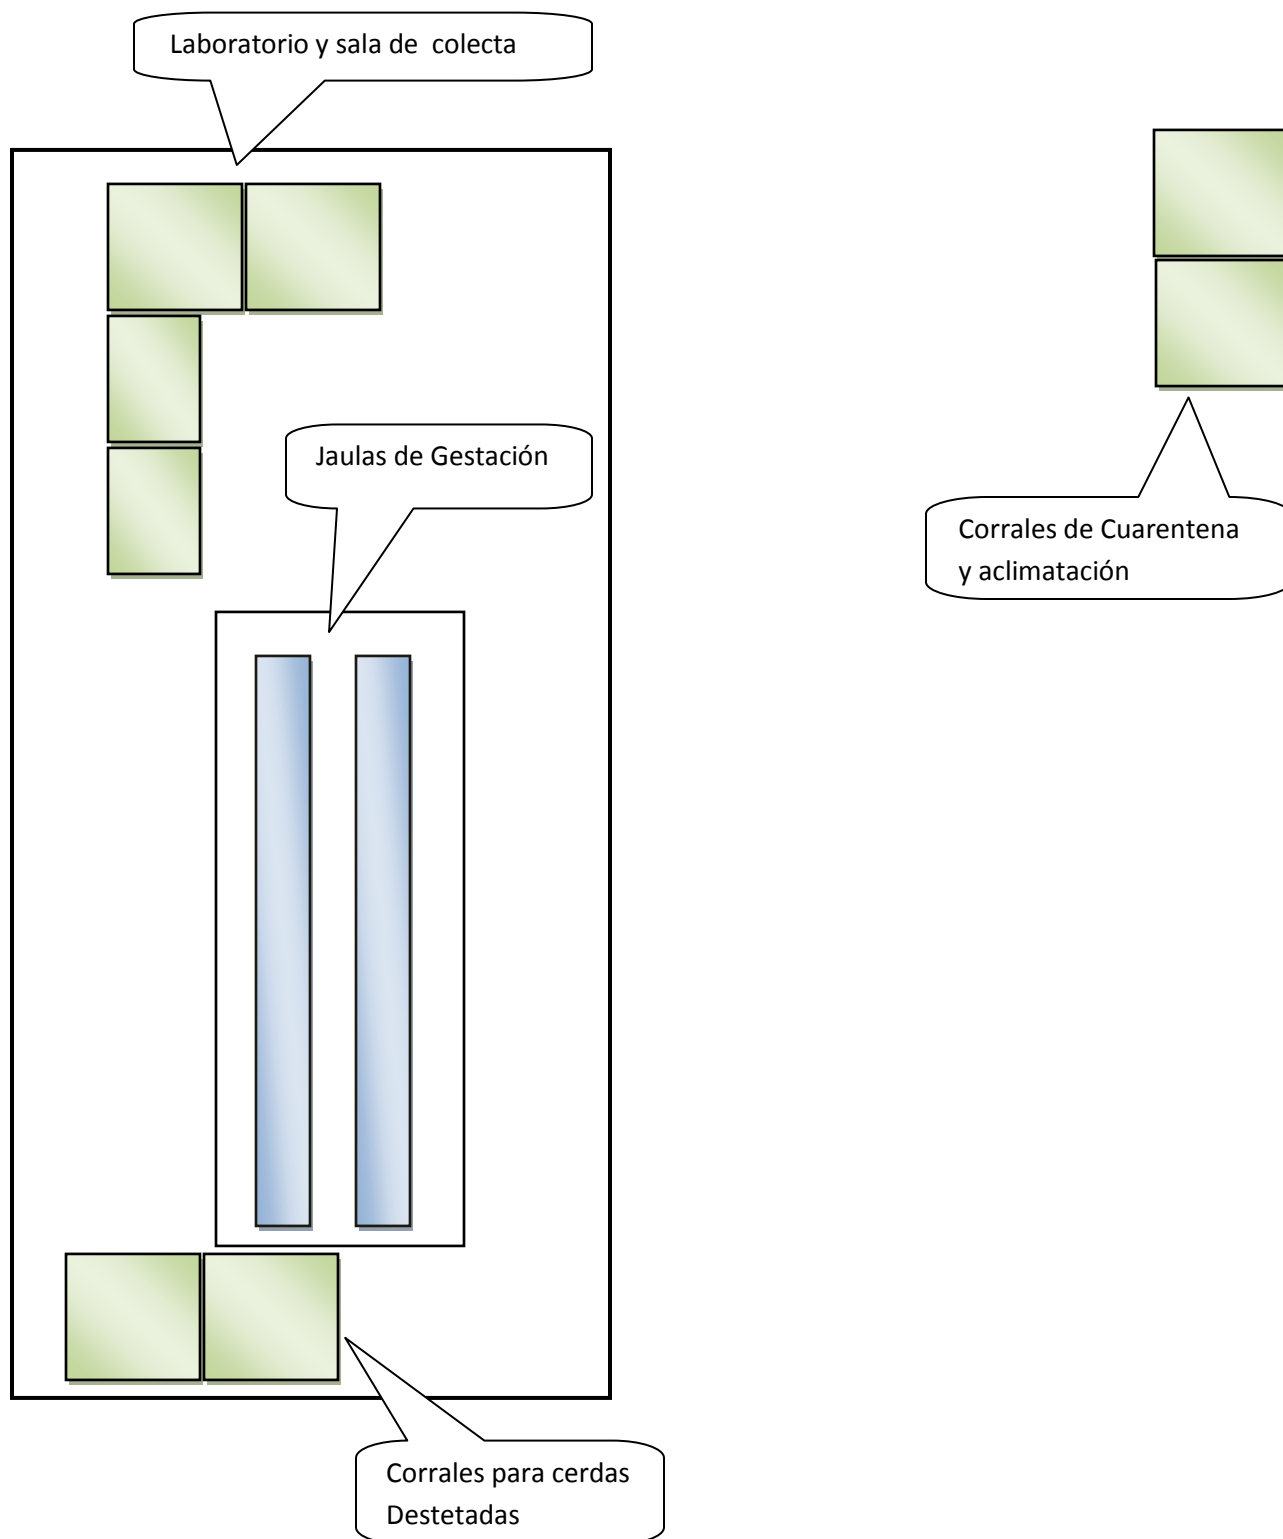 Laboratorio y sala de  colecta
Jaulas de Gestación
Corrales de Cuarentena
y aclimatación
Corrales para cerdas
Destetadas